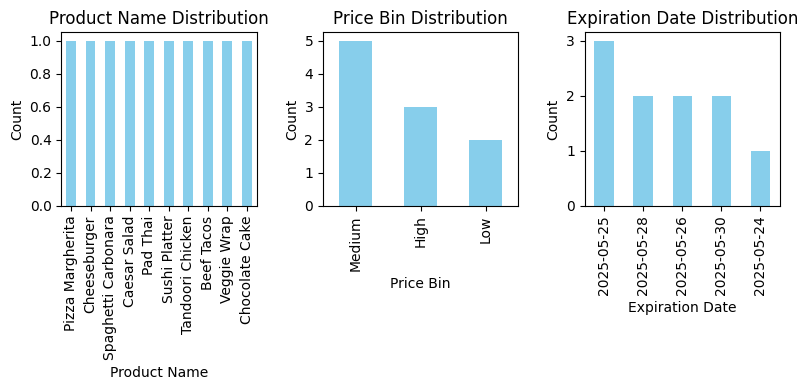 Product Name Distribution
Count
1.0
0.8
0.6
0.4
0.2
0.0
Pizza Margherita
Cheeseburger
Spaghetti Carbonara
Caesar Salad
Pad Thai
Sushi Platter
Tandoori Chicken
Beef Tacos
Veggie Wrap
Chocolate Cake
Product Name
Price Bin Distribution
Count
5
4
3
2
1
0
Medium
High
Low
Price Bin
Expiration Date Distribution
Count
3
2
1
0
2025-05-25
2025-05-28
2025-05-26
2025-05-30
2025-05-24
Expiration Date